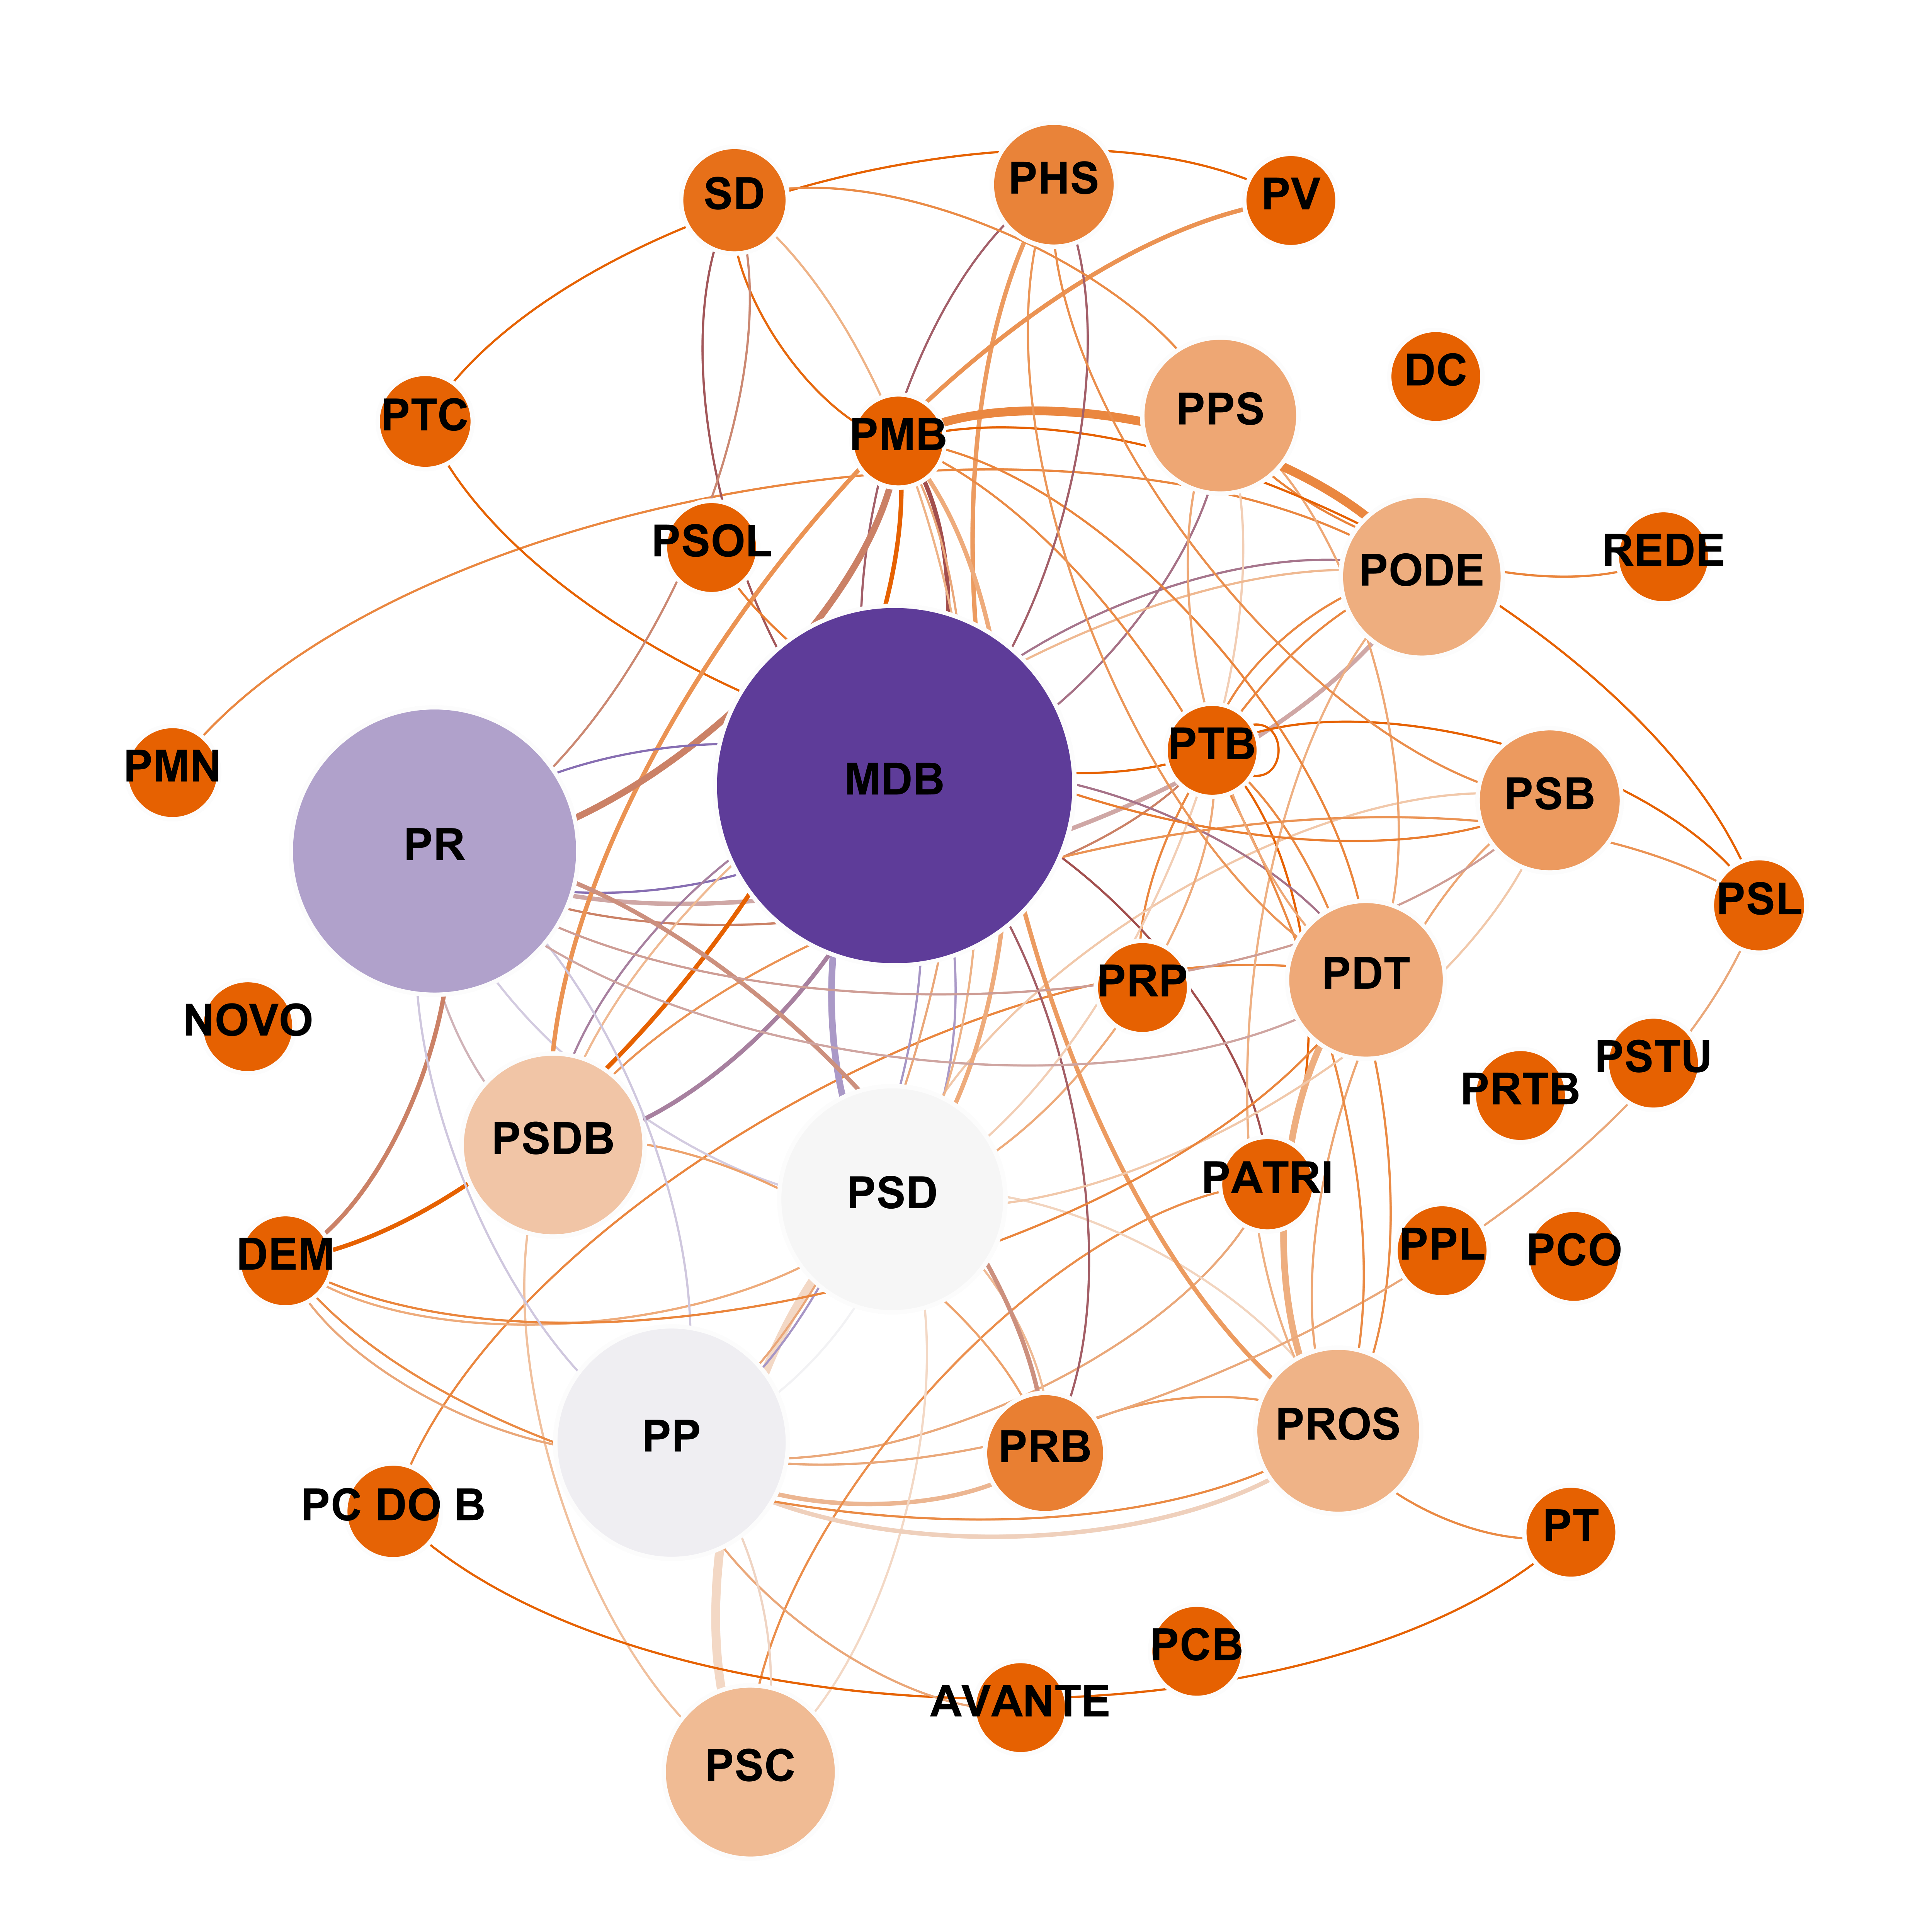 PHS
SD
PV
DC
PPS
PTC
PMB
PSOL
REDE
PODE
PTB
PMN
MDB
PSB
PR
PSL
PDT
PRP
NOVO
PSTU
PRTB
PSDB
PATRI
PSD
PPL
PCO
DEM
PROS
PP
PRB
PC DO B
PT
PCB
AVANTE
PSC